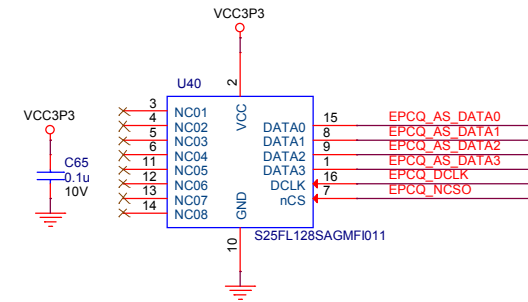 VCC3P3
U40
2
VCC
VCC3P3
C65
0.1u
10V
3 NC01
4 NC02
5 NC03
6 NC04
11 NC05
12 NC06
13 NC07
14 NC08
DATA0 15 EPCQ_AS_DATA0
DATA1 8 EPCQ_AS_DATA1
DATA2 9 EPCQ_AS_DATA2
DATA3 1 EPCQ_AS_DATA3
DCLK 16 EPCQ_DCLK
nCS 7 EPCQ_NCSO
GND
10
S25FL128SAGMFI011